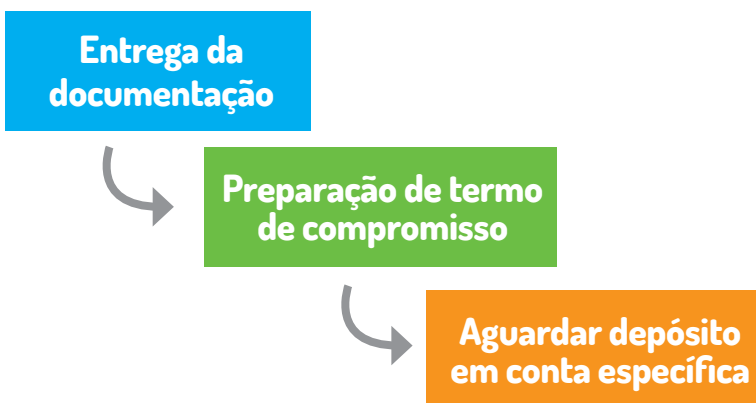 Entrega da
documentação
Preparação de termo
de compromisso
Aguardar depósito
em conta específica